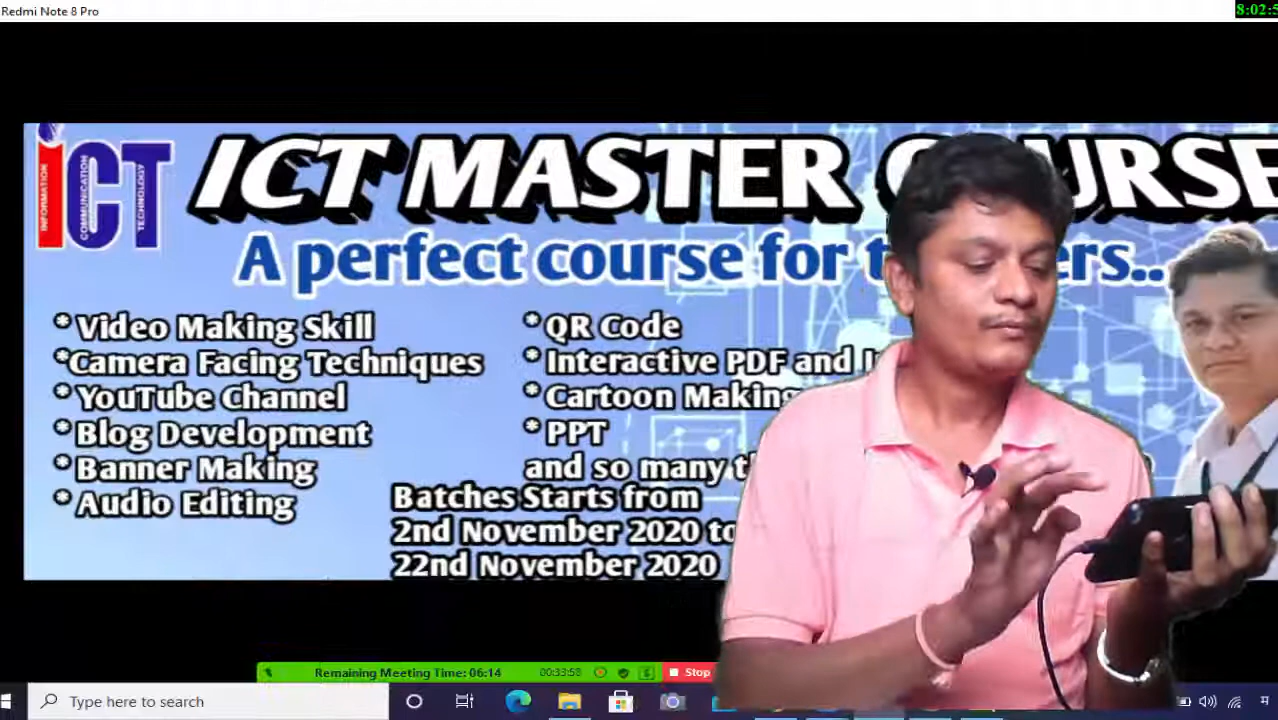 Redmi Note 8 Pro
8:02:5
INFORMATION
COMMUNICATION
TECHNOLOGY
ICT
ICT MASTER C URSE
A perfect course for t ers..
* Video Making Skill
*Camera Facing Techniques
* YouTube Channel
* Blog Development
* Banner Making
* Audio Editing
* QR Code
* Interactive PDF and I
* Cartoon Making
* PPT
and so many t
Batches Starts from
2nd November 2020 to
22nd November 2020
Remaining Meeting Time: 06:14
00:33:58
Stop
Type here to search
म